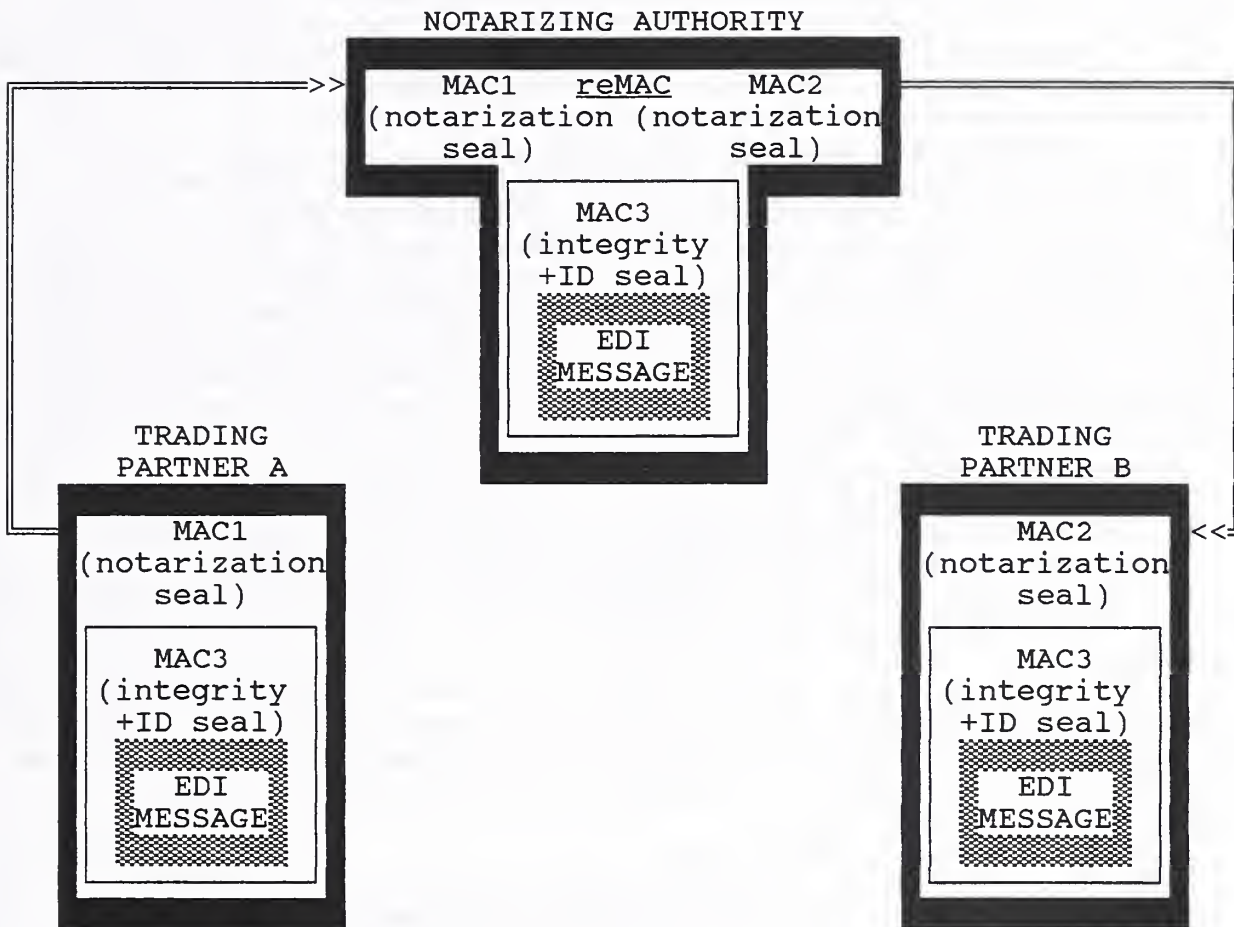 NOTARIZING AUTHORITY
>> MAC1 reMAC MAC2
(notarization (notarization
seal) seal)
MAC3
(integrity
+ID seal)
EDI
MESSAGE
TRADING
PARTNER A
MAC1
(notarization
seal)
MAC3
(integrity
+ID seal)
EDI
MESSAGE
TRADING
PARTNER B
MAC2 <<
(notarization
seal)
MAC3
(integrity
+ID seal)
EDI
MESSAGE